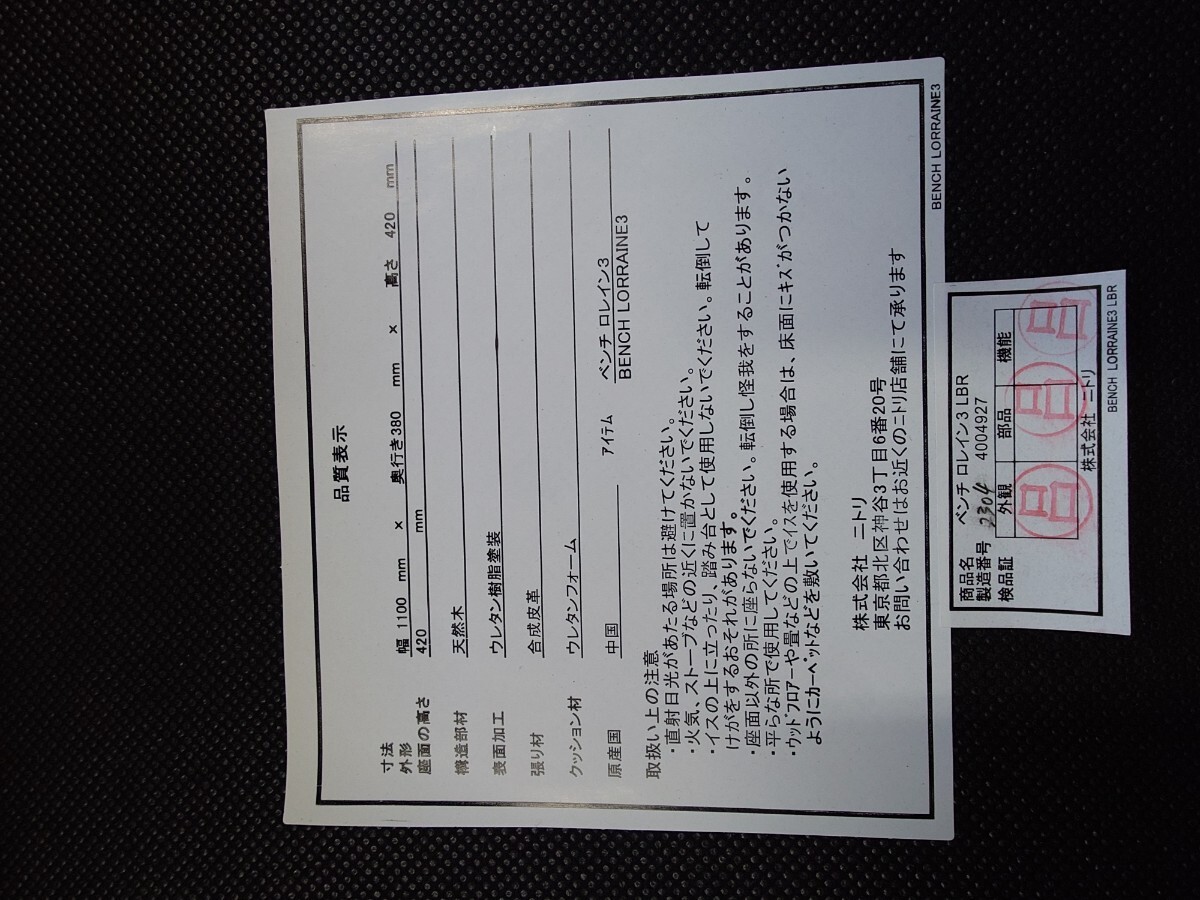 品質表示
寸法
外形 幅 1100 mm × 奥行き380 mm × 高さ 420 mm
座面の高さ 420 mm
構造部材 天然木
表面加工 ウレタン樹脂塗装
張り材 合成皮革
クッション材 ウレタンフォーム
原産国 中国 アイテム ベンチ ロレイン3
BENCH LORRAINE3
取扱い上の注意
・直射日光があたる場所は避けてください。
・火気、ストーブなどの近くに置かないでください。
・イスの上に立ったり、踏み台として使用しないでください。転倒して
けがをするおそれがあります。
・座面以外の所に座らないでください。転倒し怪我をすることがあります。
・平らな所で使用してください。
・ウッドフロアーや畳などの上でイスを使用する場合は、床面にキズがつかない
ようにカーペットなどを敷いてください。
株式会社 ニトリ
東京都北区神谷3丁目6番20号
お問い合わせはお近くのニトリ店舗にて承ります
BENCH LORRAINE3
商品名 ベンチ ロレイン3 LBR
製造番号 2304 4004927
検品証 外観 部品 機能
呂 呂 呂
株式会社 ニトリ
BENCH LORRAINE3 LBR